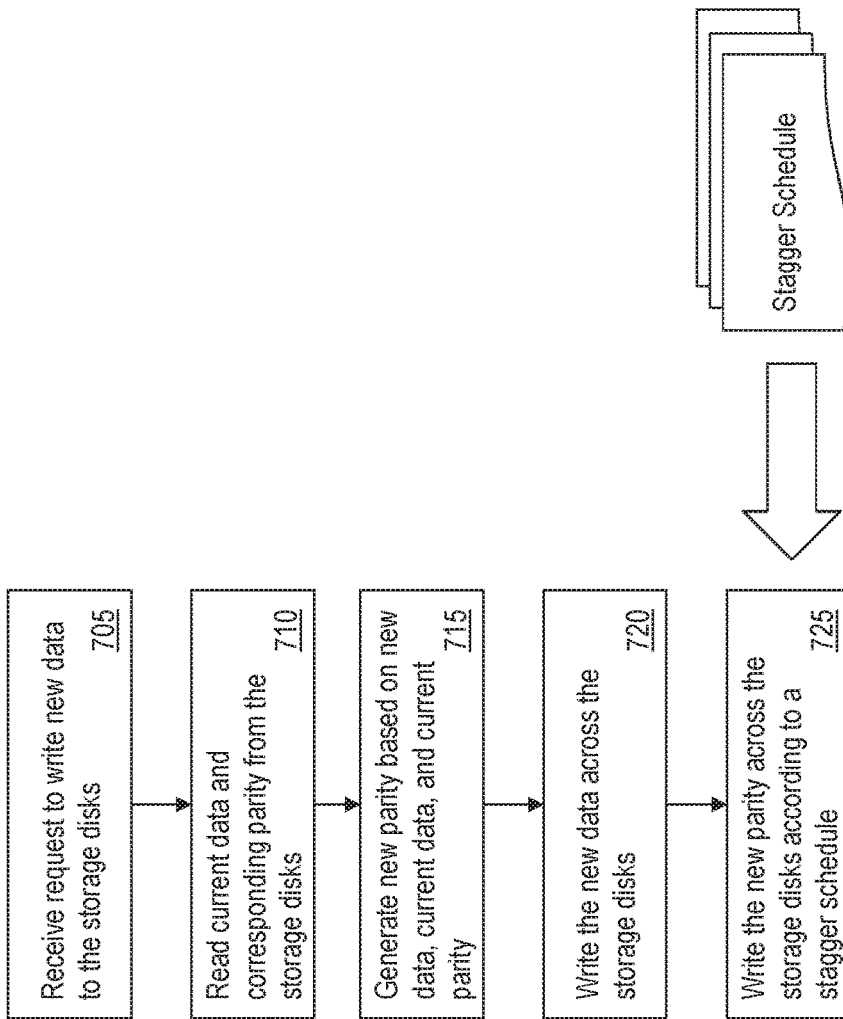 Receive request to write new data
to the storage disks
705
Read current data and
corresponding parity from the
storage disks
710
Generate new parity based on new
data, current data, and current
parity
715
Write the new data across the
storage disks
720
Write the new parity across the
storage disks according to a
stagger schedule
725
Stagger Schedule